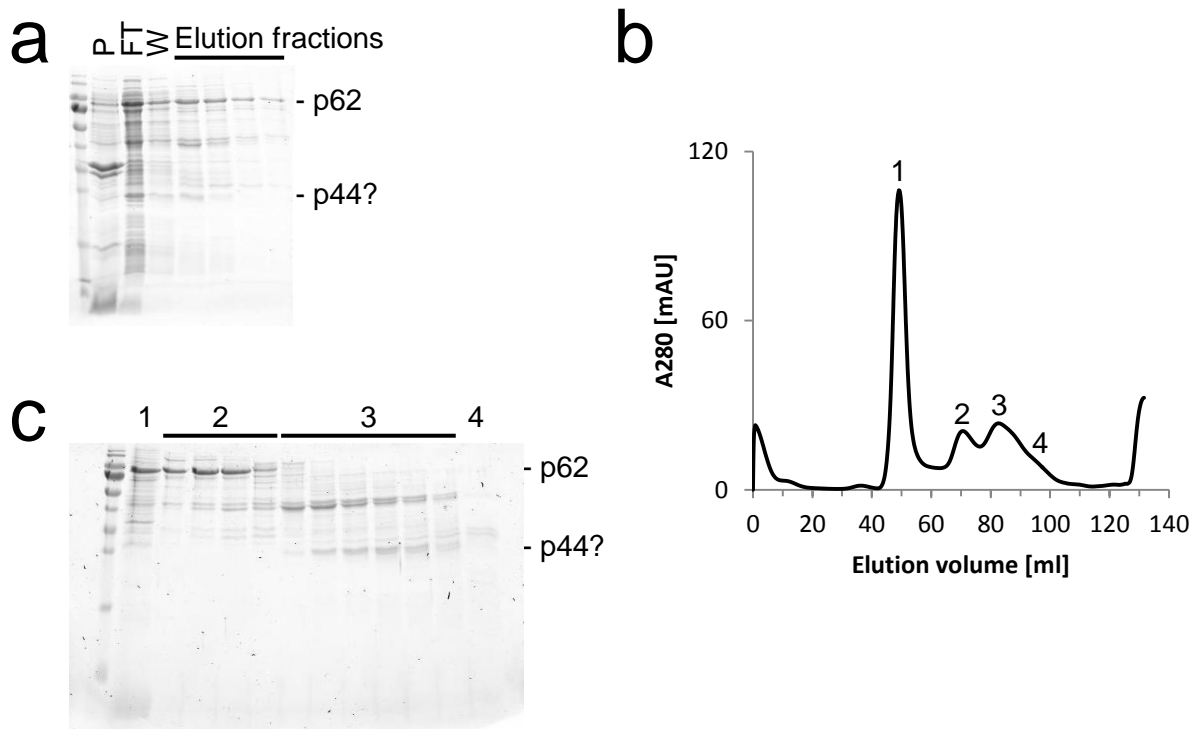 a
P FT W Elution fractions
- p62
- p44?
b
A280 [mAU]
120
60
0
1
2
3
4
0 20 40 60 80 100 120 140
Elution volume [ml]
c
1 2 3 4
- p62
- p44?